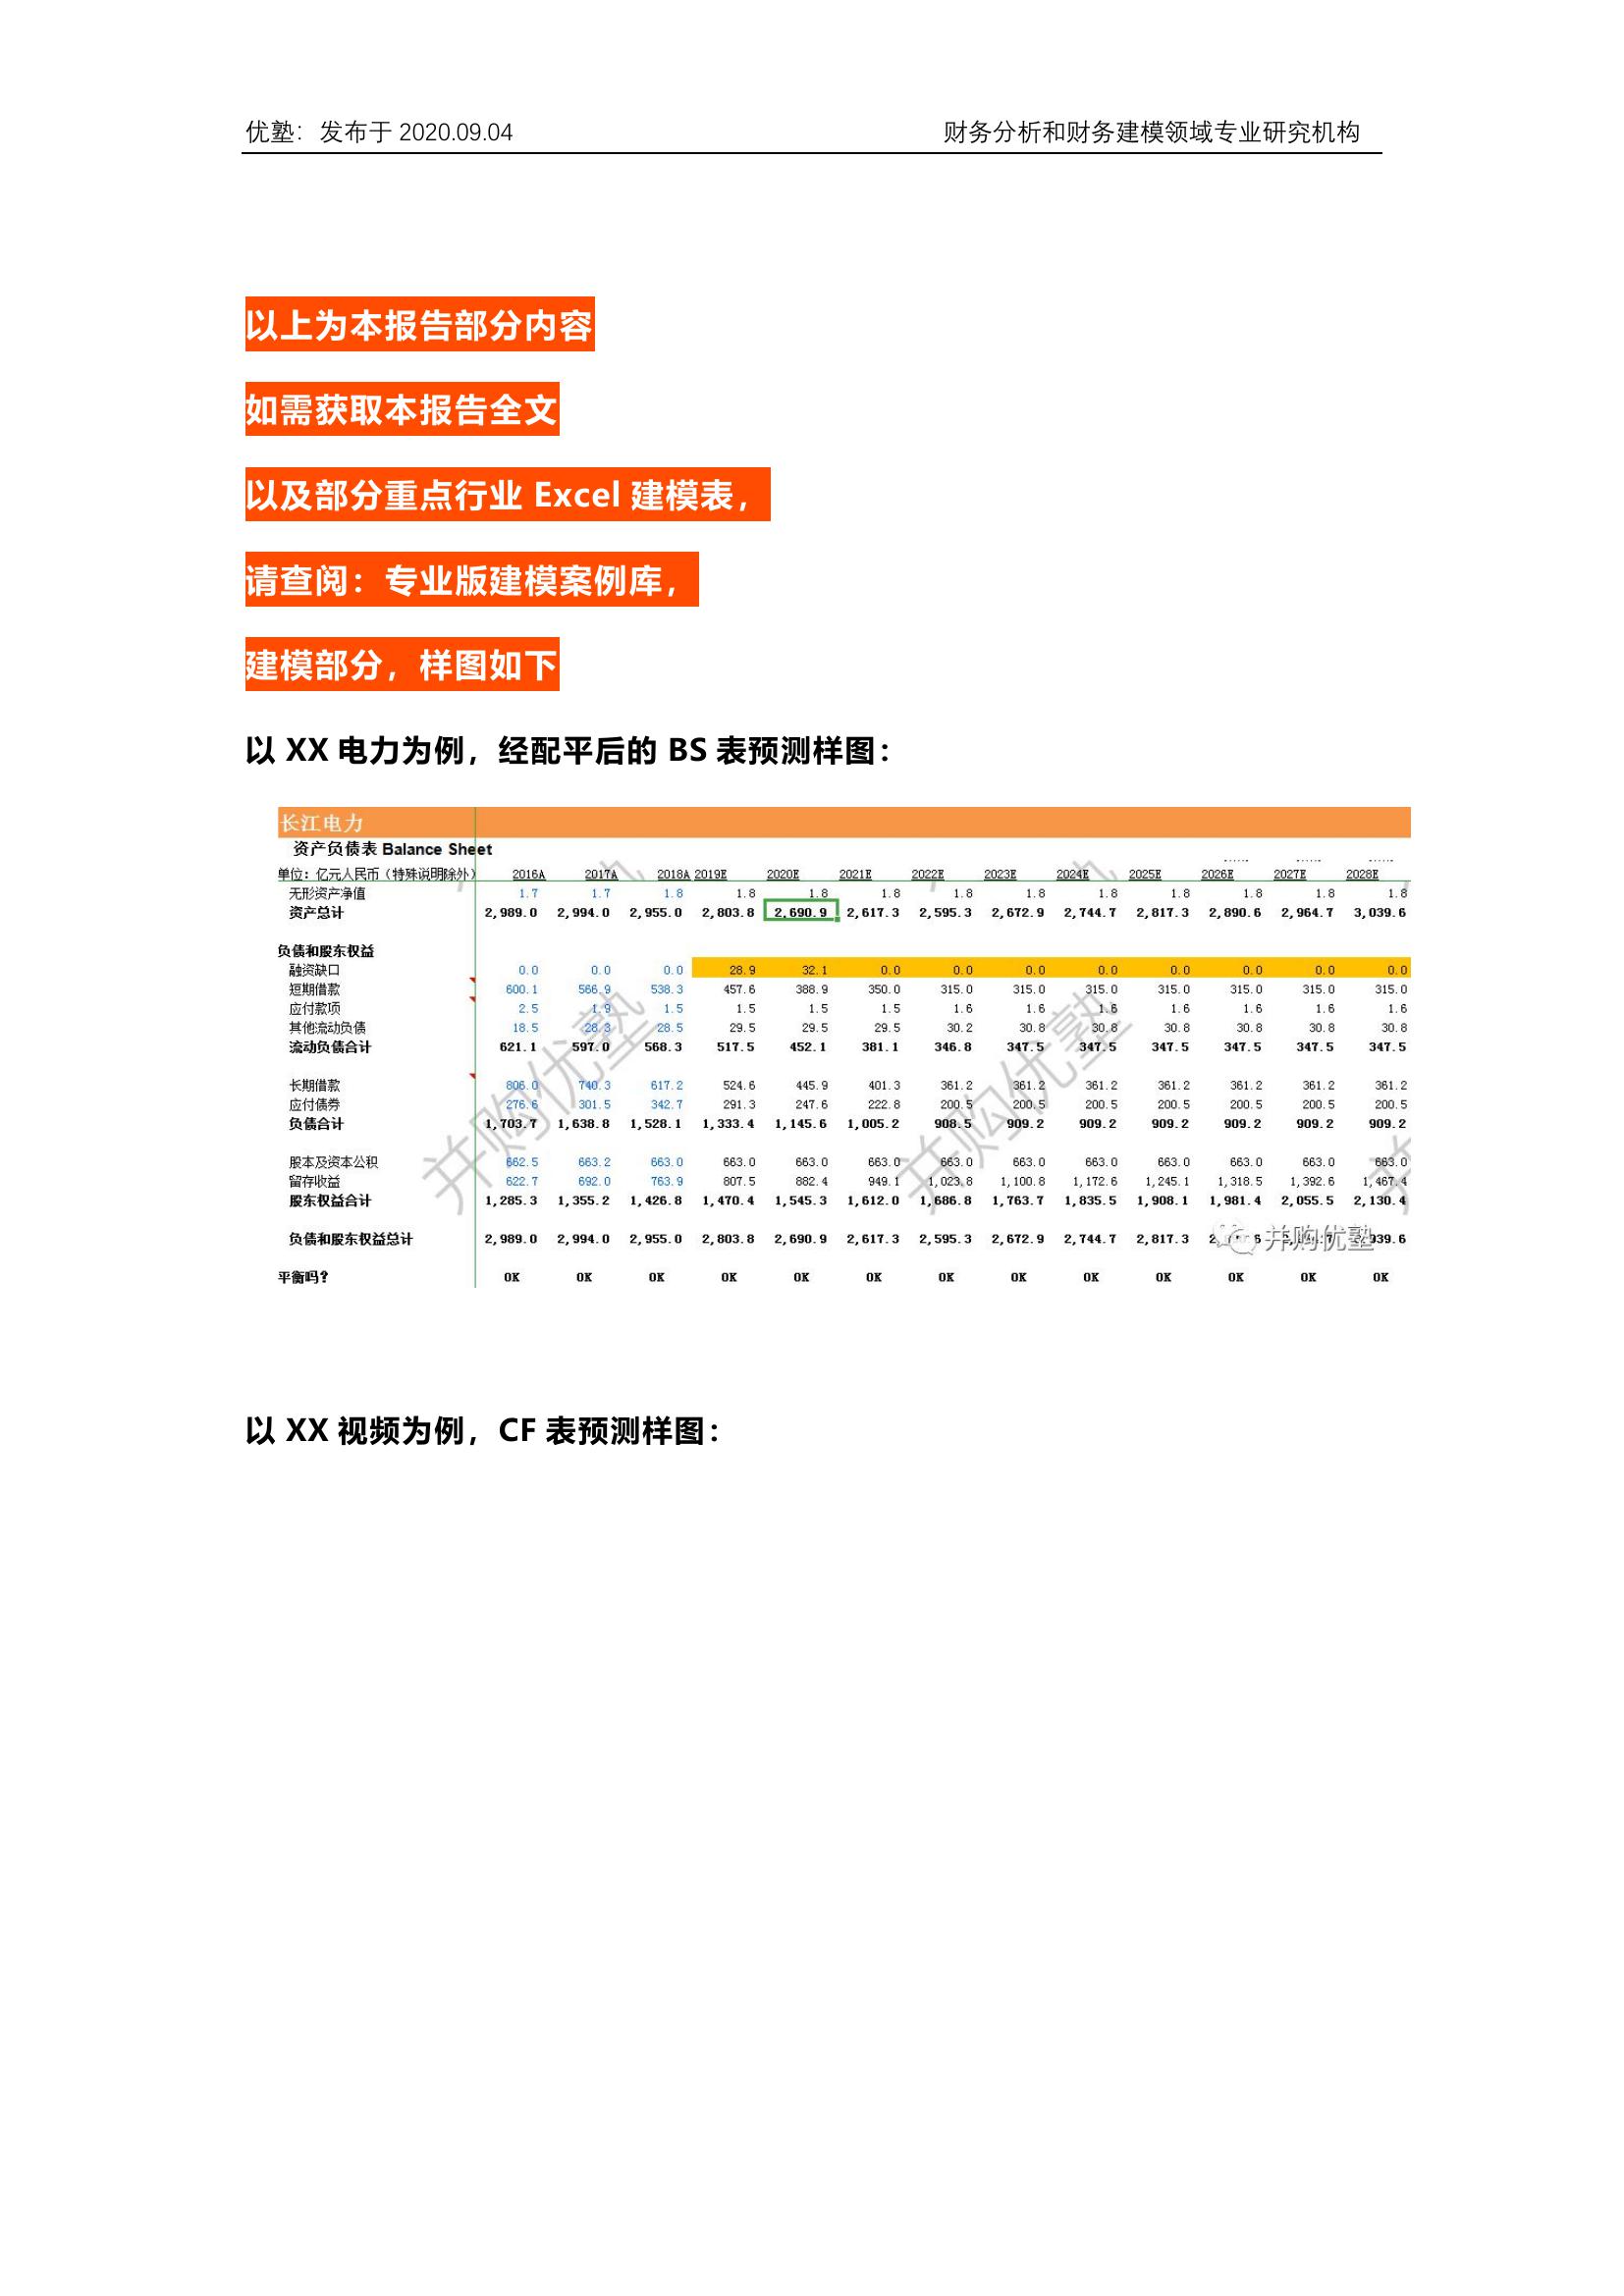 优塾：发布于 2020.09.04 财务分析和财务建模领域专业研究机构
以上为本报告部分内容
如需获取本报告全文
以及部分重点行业 Excel 建模表，
请查阅：专业版建模案例库，
建模部分，样图如下
以 XX 电力为例，经配平后的 BS 表预测样图：
长江电力
资产负债表 Balance Sheet
单位：亿元人民币（特殊说明除外） 2016A 2017A 2018A 2019E 2020E 2021E 2022E 2023E 2024E 2025E 2026E 2027E 2028E
无形资产净值 1.7 1.7 1.8 1.8 1.8 1.8 1.8 1.8 1.8 1.8 1.8 1.8 1.8
资产总计 2,989.0 2,994.0 2,955.0 2,803.8 2,690.9 2,617.3 2,595.3 2,672.9 2,744.7 2,817.3 2,890.6 2,964.7 3,039.6
负债和股东权益
融资缺口 0.0 0.0 0.0 28.9 32.1 0.0 0.0 0.0 0.0 0.0 0.0 0.0 0.0
短期借款 600.1 566.9 538.3 457.6 388.9 350.0 315.0 315.0 315.0 315.0 315.0 315.0 315.0
应付款项 2.5 1.9 1.5 1.5 1.5 1.5 1.6 1.6 1.6 1.6 1.6 1.6 1.6
其他流动负债 18.5 28.3 28.5 29.5 29.5 29.5 30.2 30.8 30.8 30.8 30.8 30.8 30.8
流动负债合计 621.1 597.0 568.3 517.5 452.1 381.1 346.8 347.5 347.5 347.5 347.5 347.5 347.5
长期借款 806.0 740.3 617.2 524.6 445.9 401.3 361.2 361.2 361.2 361.2 361.2 361.2 361.2
应付债券 276.6 301.5 342.7 291.3 247.6 222.8 200.5 200.5 200.5 200.5 200.5 200.5 200.5
负债合计 1,703.7 1,638.8 1,528.1 1,333.4 1,145.6 1,005.2 908.5 909.2 909.2 909.2 909.2 909.2 909.2
股本及资本公积 662.5 663.2 663.0 663.0 663.0 663.0 663.0 663.0 663.0 663.0 663.0 663.0 663.0
留存收益 622.7 692.0 763.9 807.5 882.4 949.1 1,023.8 1,100.8 1,172.6 1,245.1 1,318.5 1,392.6 1,467.4
股东权益合计 1,285.3 1,355.2 1,426.8 1,470.4 1,545.3 1,612.0 1,686.8 1,763.7 1,835.5 1,908.1 1,981.4 2,055.5 2,130.4
负债和股东权益总计 2,989.0 2,994.0 2,955.0 2,803.8 2,690.9 2,617.3 2,595.3 2,672.9 2,744.7 2,817.3
并购优塾
平衡吗？ OK OK OK OK OK OK OK OK OK OK OK OK OK
并购优塾
并购优塾
以 XX 视频为例，CF 表预测样图：